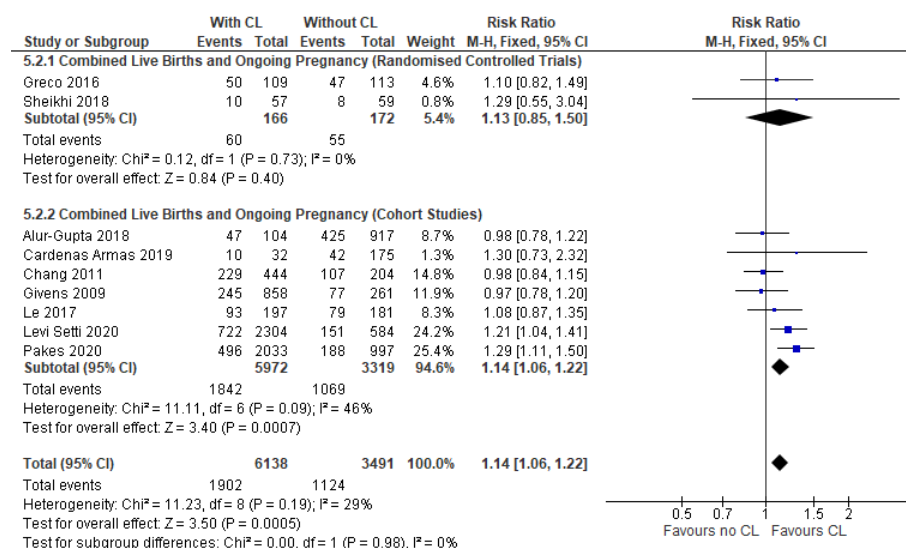 With CL Without CL Risk Ratio Risk Ratio
Study or Subgroup Events Total Events Total Weight M-H, Fixed, 95% CI M-H, Fixed, 95% CI
5.2.1 Combined Live Births and Ongoing Pregnancy (Randomised Controlled Trials)
Greco 2016 50 109 47 113 4.6% 1.10 [0.82, 1.49]
Sheikhi 2018 10 57 8 59 0.8% 1.29 [0.55, 3.04]
Subtotal (95% CI) 166 172 5.4% 1.13 [0.85, 1.50]
Total events 60 55
Heterogeneity: Chi² = 0.12, df = 1 (P = 0.73); I² = 0%
Test for overall effect: Z = 0.84 (P = 0.40)
5.2.2 Combined Live Births and Ongoing Pregnancy (Cohort Studies)
Alur-Gupta 2018 47 104 425 917 8.7% 0.98 [0.78, 1.22]
Cardenas Armas 2019 10 32 42 175 1.3% 1.30 [0.73, 2.32]
Chang 2011 229 444 107 204 14.8% 0.98 [0.84, 1.15]
Givens 2009 245 858 77 261 11.9% 0.97 [0.78, 1.20]
Le 2017 93 197 79 181 8.3% 1.08 [0.87, 1.35]
Levi Setti 2020 722 2304 151 584 24.2% 1.21 [1.04, 1.41]
Pakes 2020 496 2033 188 997 25.4% 1.29 [1.11, 1.50]
Subtotal (95% CI) 5972 3319 94.6% 1.14 [1.06, 1.22]
Total events 1842 1069
Heterogeneity: Chi² = 11.11, df = 6 (P = 0.09); I² = 46%
Test for overall effect: Z = 3.40 (P = 0.0007)
Total (95% CI) 6138 3491 100.0% 1.14 [1.06, 1.22]
Total events 1902 1124
Heterogeneity: Chi² = 11.23, df = 8 (P = 0.19); I² = 29%
Test for overall effect: Z = 3.50 (P = 0.0005)
Test for subgroup differences: Chi² = 0.00, df = 1 (P = 0.98), I² = 0%
0.5 0.7 1 1.5 2
Favours no CL Favours CL